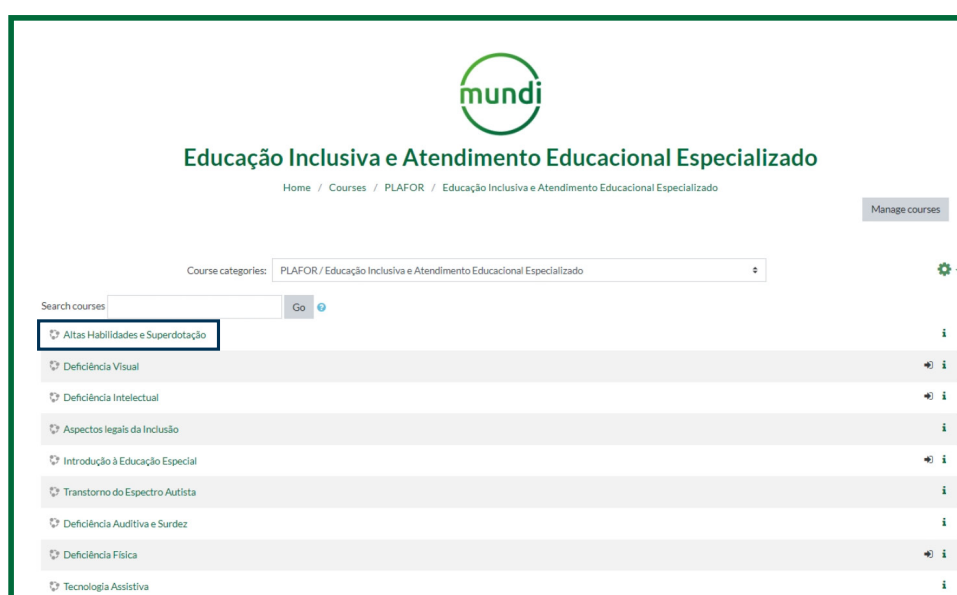 mundi
Educação Inclusiva e Atendimento Educacional Especializado
Home / Courses / PLAFOR / Educação Inclusiva e Atendimento Educacional Especializado
Manage courses
Course categories: PLAFOR / Educação Inclusiva e Atendimento Educacional Especializado
Search courses Go
Altas Habilidades e Superdotação
Deficiência Visual
Deficiência Intelectual
Aspectos legais da Inclusão
Introdução à Educação Especial
Transtorno do Espectro Autista
Deficiência Auditiva e Surdez
Deficiência Física
Tecnologia Assistiva